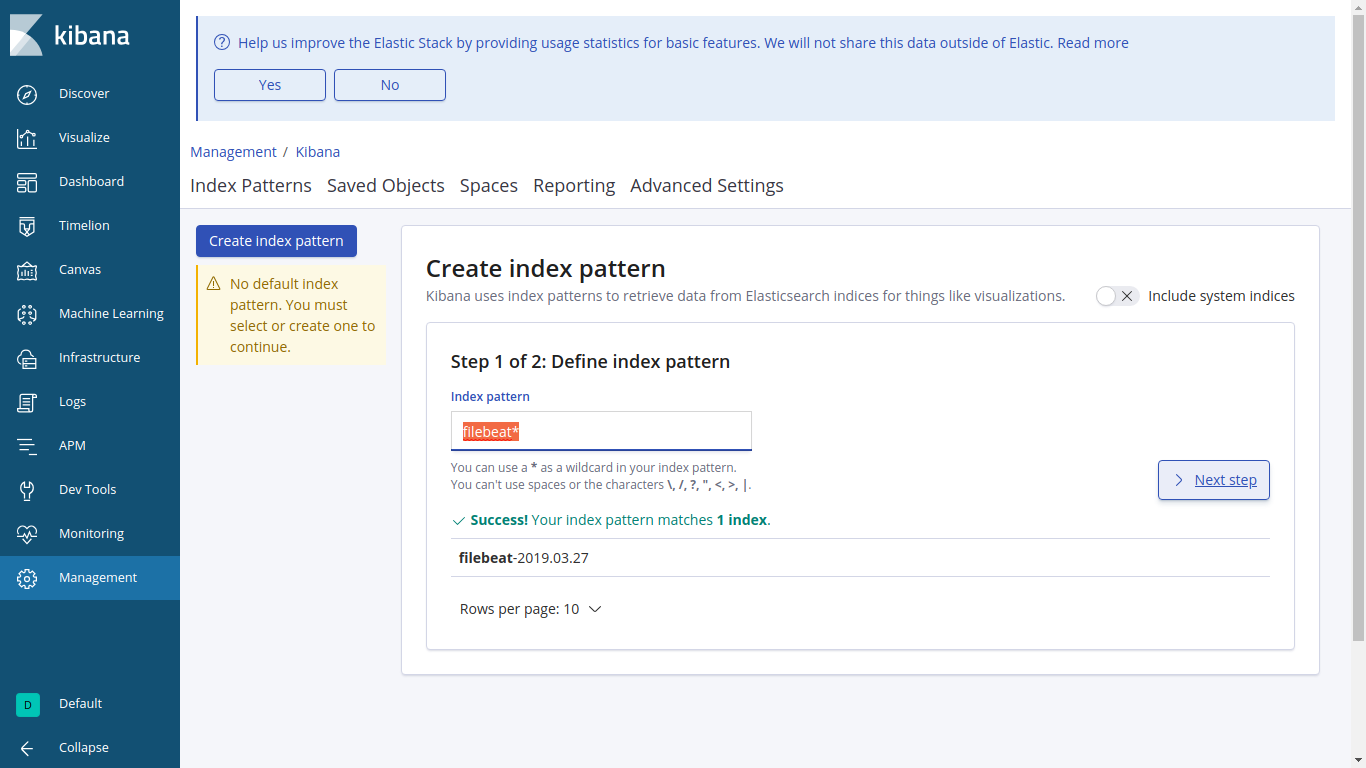 kibana
Discover
Visualize
Dashboard
Timelion
Canvas
Machine Learning
Infrastructure
Logs
APM
Dev Tools
Monitoring
Management
D Default
Collapse
Help us improve the Elastic Stack by providing usage statistics for basic features. We will not share this data outside of Elastic. Read more
Yes No
Management / Kibana
Index Patterns Saved Objects Spaces Reporting Advanced Settings
Create index pattern
No default index
pattern. You must
select or create one to
continue.
Create index pattern
Kibana uses index patterns to retrieve data from Elasticsearch indices for things like visualizations.
Include system indices
Step 1 of 2: Define index pattern
Index pattern
filebeat*
You can use a * as a wildcard in your index pattern.
You can't use spaces or the characters \, /, ?, ", <, >, |.
Next step
Success! Your index pattern matches 1 index.
filebeat-2019.03.27
Rows per page: 10